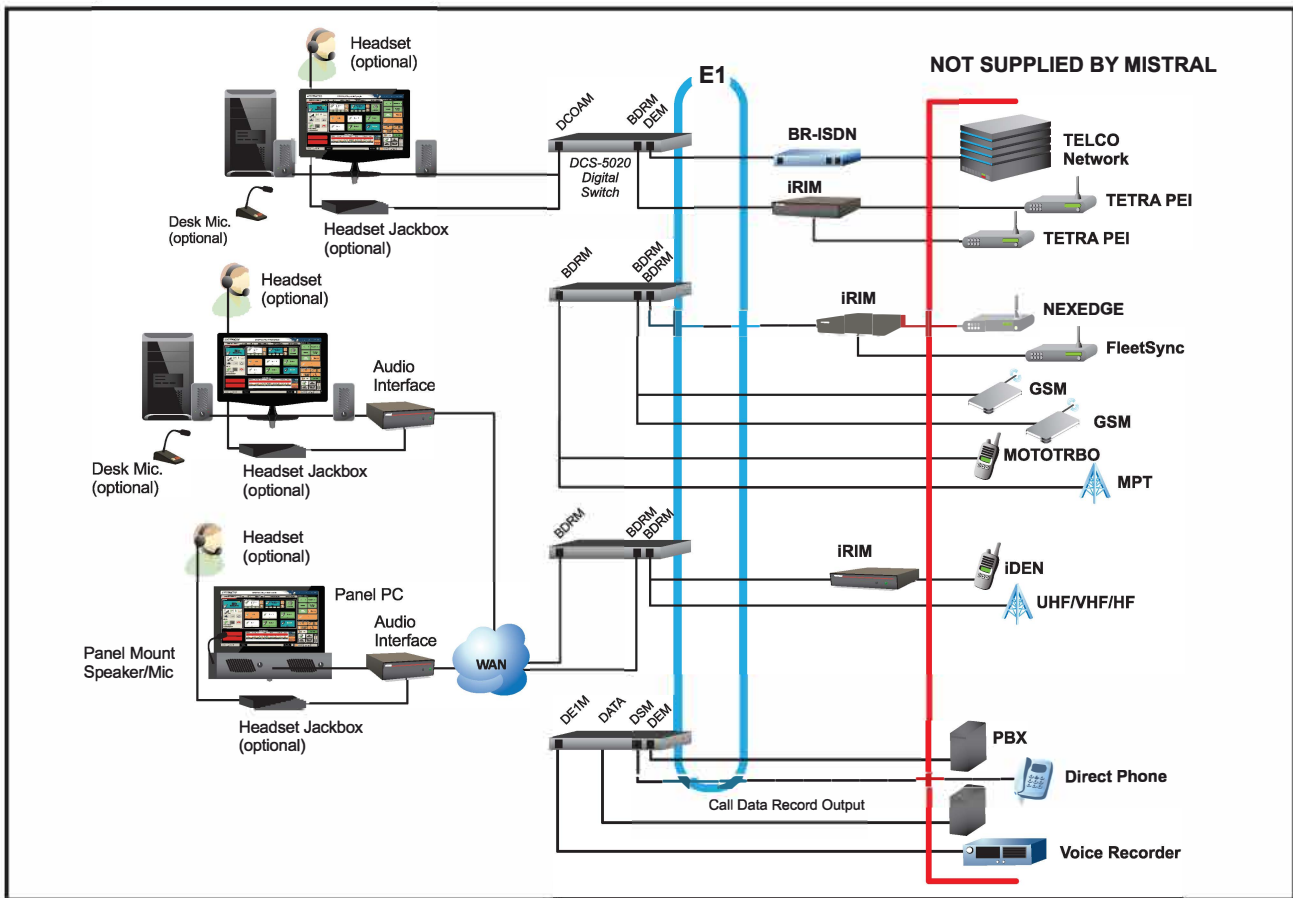 Headset
(optional)
E1
NOT SUPPLIED BY MISTRAL
DCOAM
BDRM
DEM
BR-ISDN
TELCO
Network
DCS-5020
Digital
Switch
iRIM
TETRA PEI
Desk Mic.
(optional)
Headset Jackbox
(optional)
TETRA PEI
BDRM
BDRM
BDRM
Headset
(optional)
iRIM
NEXEDGE
FleetSync
Audio
Interface
GSM
GSM
Desk Mic.
(optional)
Headset Jackbox
(optional)
MOTOTRBO
MPT
BDRM
BDRM
BDRM
Headset
(optional)
iRIM
iDEN
Panel PC
UHF/VHF/HF
Audio
Interface
Panel Mount
Speaker/Mic
WAN
DE1M
DATA
DSM
DEM
Headset Jackbox
(optional)
PBX
Direct Phone
Call Data Record Output
Voice Recorder